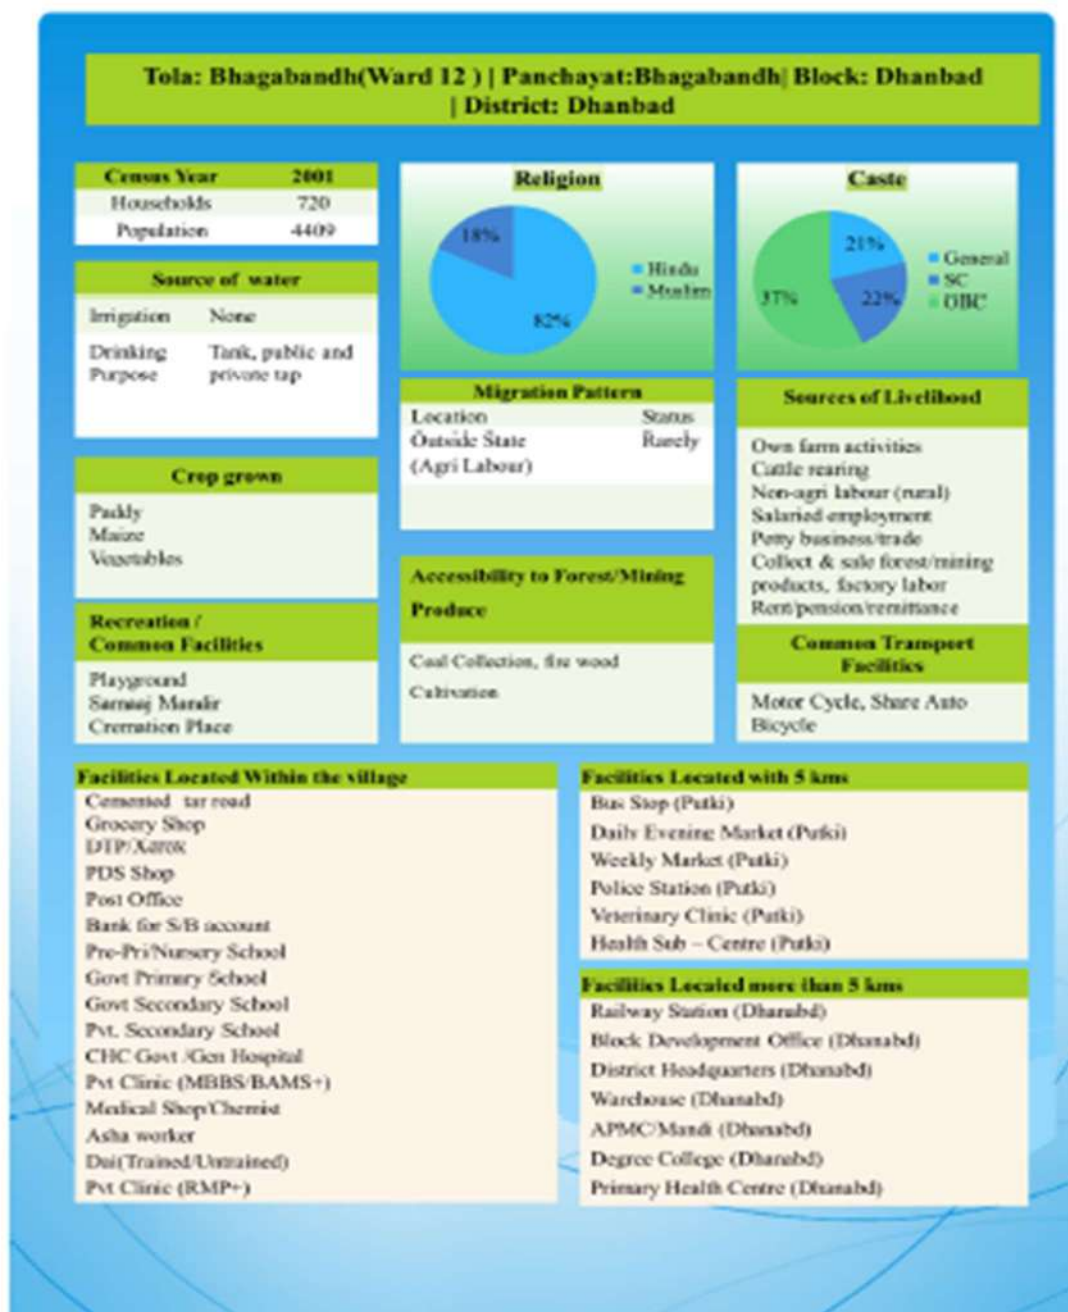 Tola: Bhagabandh(Ward 12 ) | Panchayat:Bhagabandh| Block: Dhanbad
| District: Dhanbad
Census Year 2001
Households 720
Population 4409
Source of water
Irrigation None
Drinking Tank, public and
Purpose private tap
Crop grown
Paddy
Maize
Vegetables
Recreation /
Common Facilities
Playground
Samaaj Mandir
Cremation Place
Religion
18%
82%
Hindu
Muslim
Migration Pattern
Location Status
Outside State Rarely
(Agri Labour)
Accessibility to Forest/Mining
Produce
Coal Collection, fire wood
Cultivation
Caste
21%
22%
37%
General
SC
OBC
Sources of Livelihood
Own farm activities
Cattle rearing
Non-agri labour (rural)
Salaried employment
Petty business/trade
Collect & sale forest/mining
products, factory labor
Rent/pension/remittance
Common Transport
Facilities
Motor Cycle, Share Auto
Bicycle
Facilities Located Within the village
Cemented tar road
Grocery Shop
DTP/Xerox
PDS Shop
Post Office
Bank for S/B account
Pre-Pri/Nursery School
Govt Primary School
Govt Secondary School
Pvt. Secondary School
CHC Govt /Gen Hospital
Pvt Clinic (MBBS/BAMS+)
Medical Shop/Chemist
Asha worker
Dai(Trained/Untrained)
Pvt Clinic (RMP+)
Facilities Located with 5 kms
Bus Stop (Putki)
Daily Evening Market (Putki)
Weekly Market (Putki)
Police Station (Putki)
Veterinary Clinic (Putki)
Health Sub – Centre (Putki)
Facilities Located more than 5 kms
Railway Station (Dhanabd)
Block Development Office (Dhanabd)
District Headquarters (Dhanabd)
Warehouse (Dhanabd)
APMC/Mandi (Dhanabd)
Degree College (Dhanabd)
Primary Health Centre (Dhanabd)